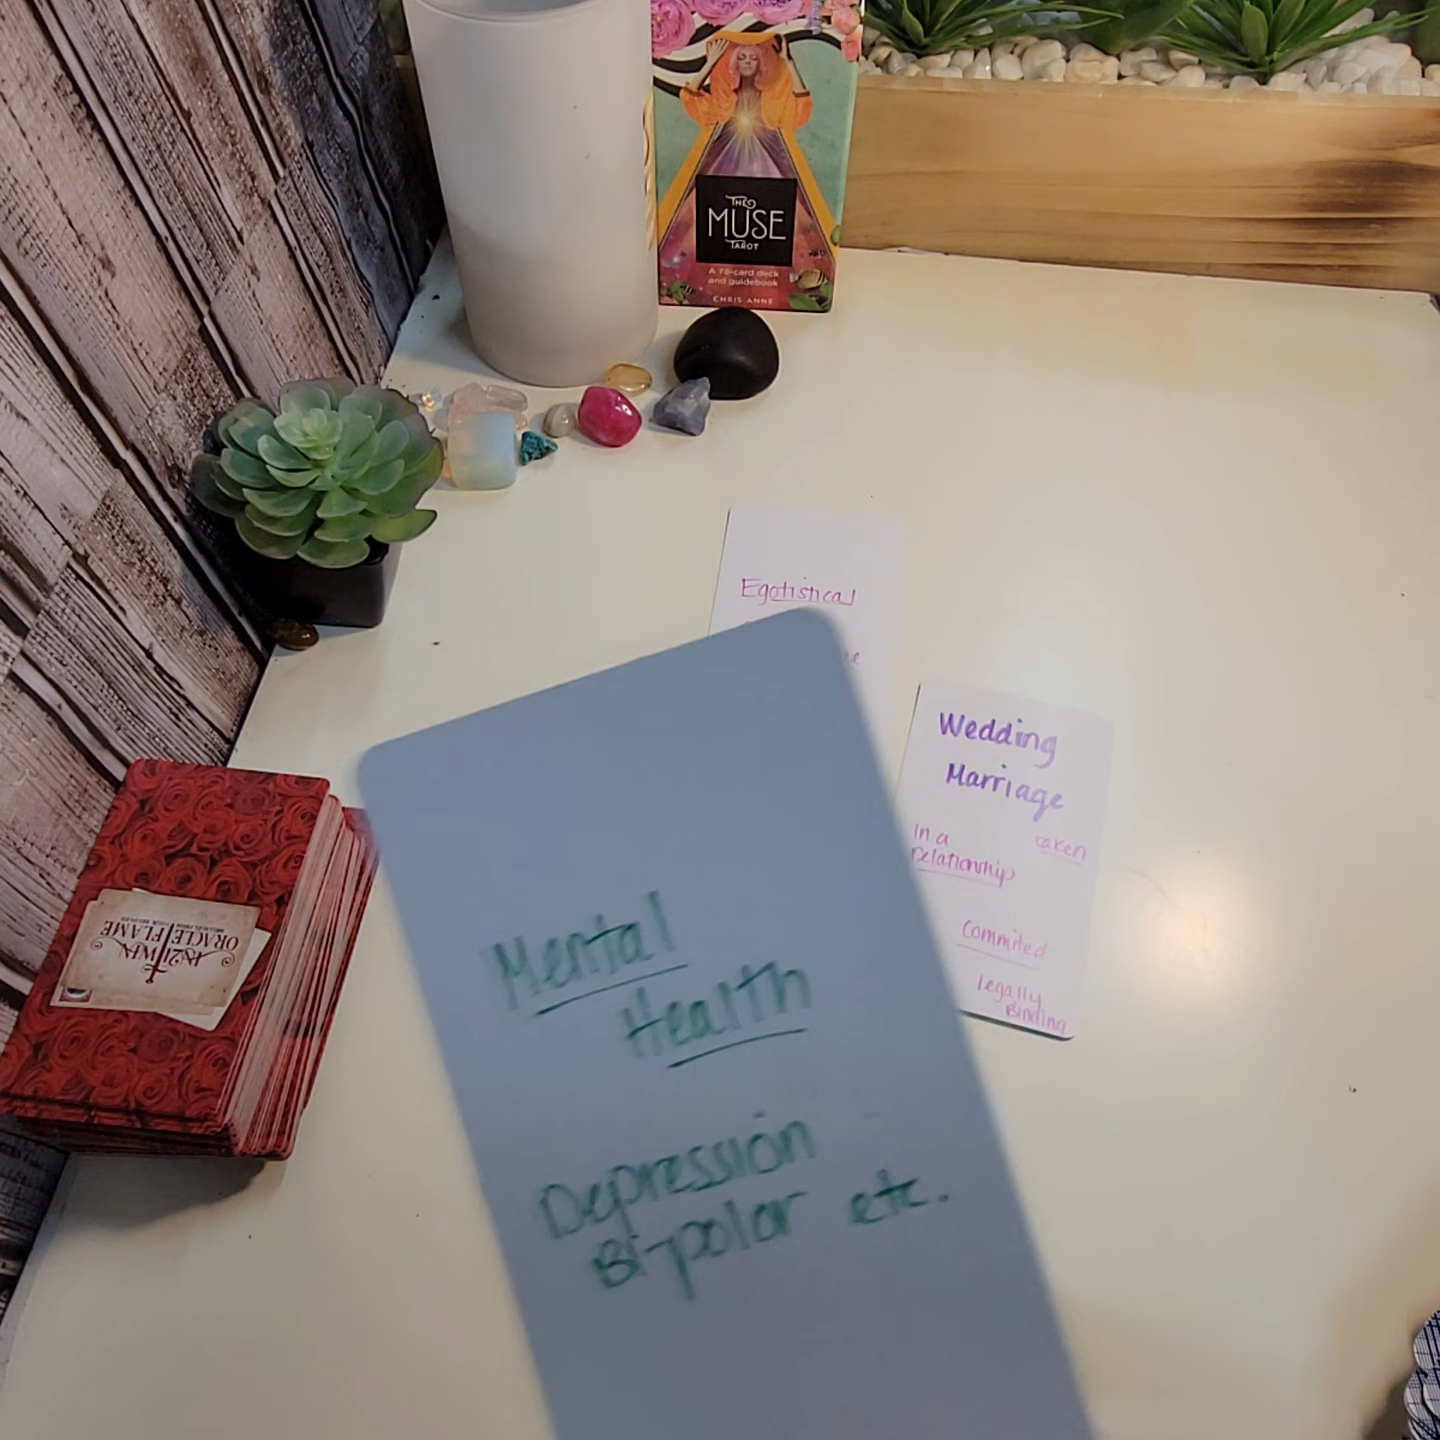 THE
MUSE
TAROT
A 78-card deck
and guidebook
CHRIS-ANNE
Egotistical
Wedding
Marriage
In a
Relationship
taken
Commited
Legally
Binding
Mental
Health
Depression
Bi-polar etc.
TWIN
FLAME
ORACLE